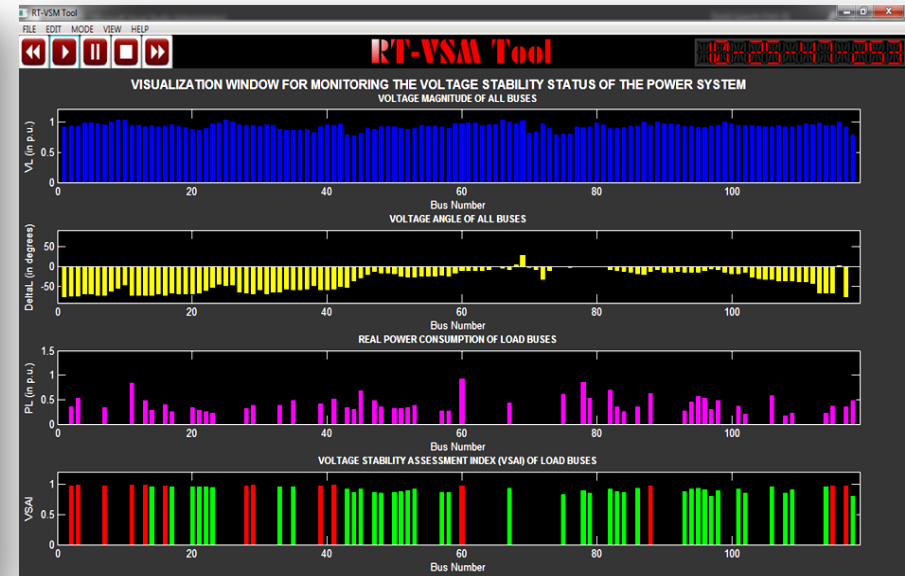 RT-VSM Tool
FILE EDIT MODE VIEW HELP
RT-VSM Tool
VISUALIZATION WINDOW FOR MONITORING THE VOLTAGE STABILITY STATUS OF THE POWER SYSTEM
VOLTAGE MAGNITUDE OF ALL BUSES
VL (in p.u.)
1
0.5
0
0 20 40 60 80 100
Bus Number
VOLTAGE ANGLE OF ALL BUSES
DeltaL (in degrees)
50
0
-50
0 20 40 60 80 100
Bus Number
REAL POWER CONSUMPTION OF LOAD BUSES
PL (in p.u.)
1.5
1
0.5
0
0 20 40 60 80 100
Bus Number
VOLTAGE STABILITY ASSESSMENT INDEX (VSAI) OF LOAD BUSES
VSAI
1
0.5
0
0 20 40 60 80 100
Bus Number